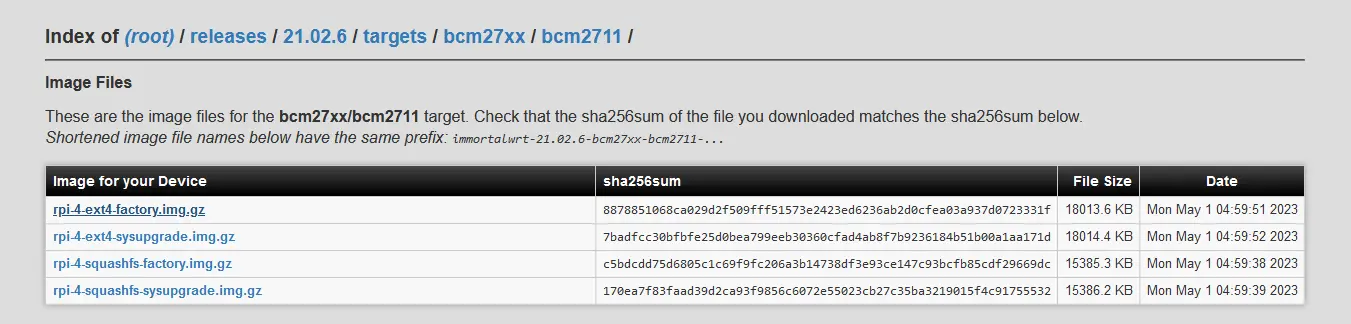 Index of (root) / releases / 21.02.6 / targets / bcm27xx / bcm2711 /
Image Files
These are the image files for the bcm27xx/bcm2711 target. Check that the sha256sum of the file you downloaded matches the sha256sum below.
Shortened image file names below have the same prefix: immortalwrt-21.02.6-bcm27xx-bcm2711-...
Image for your Device sha256sum File Size Date
rpi-4-ext4-factory.img.gz 8878851068ca029d2f509fff51573e2423ed6236ab2d0cfea03a937d0723331f 18013.6 KB Mon May 1 04:59:51 2023
rpi-4-ext4-sysupgrade.img.gz 7badfcc30bfbfe25d0bea799eeb30360cfad4ab8f7b9236184b51b00a1aa171d 18014.4 KB Mon May 1 04:59:52 2023
rpi-4-squashfs-factory.img.gz c5bdcdd75d6805c1c69f9fc206a3b14738df3e93ce147c93bcfb85cdf29669dc 15385.3 KB Mon May 1 04:59:38 2023
rpi-4-squashfs-sysupgrade.img.gz 170ea7f83faad39d2ca93f9856c6072e55023cb27c35ba3219015f4c91755532 15386.2 KB Mon May 1 04:59:39 2023